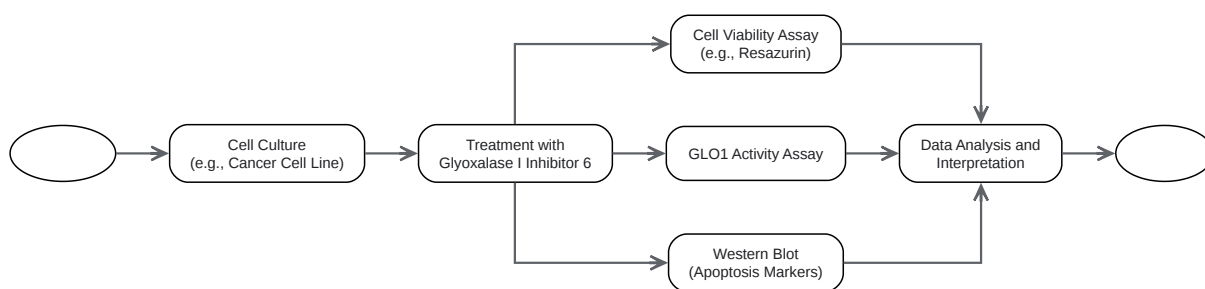 Cell Viability Assay
(e.g., Resazurin)
Cell Culture
(e.g., Cancer Cell Line)
Treatment with
Glyoxalase I Inhibitor 6
GLO1 Activity Assay
Data Analysis and
Interpretation
Western Blot
(Apoptosis Markers)